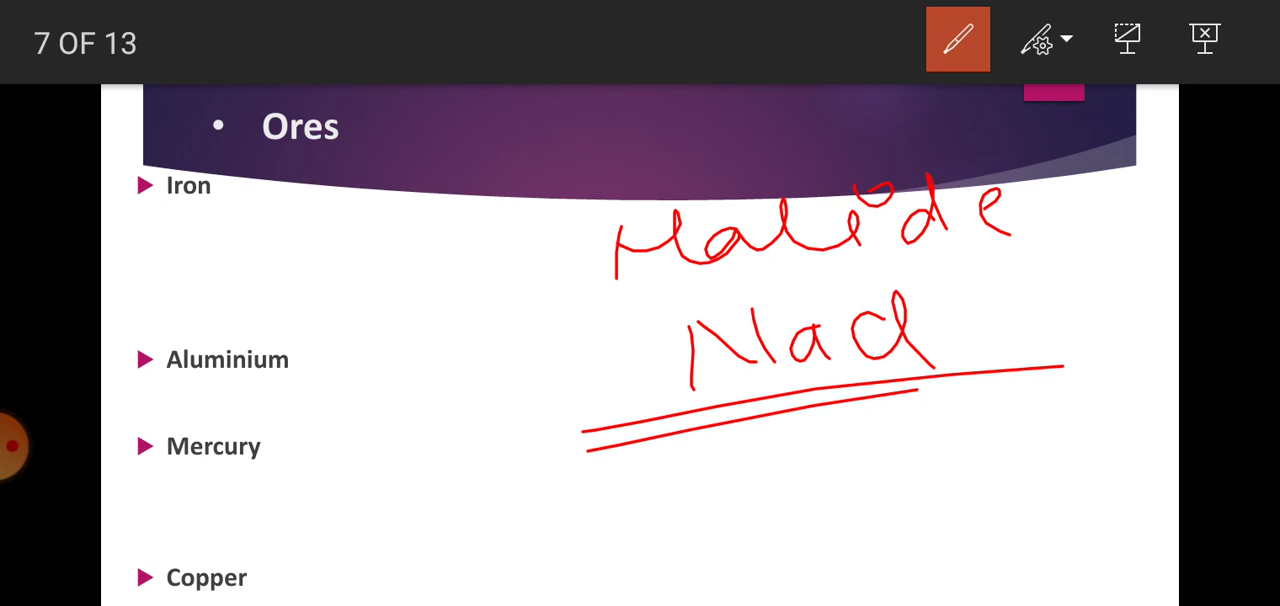 7 OF 13
• Ores
Iron
Halide
NaCl
Aluminium
Mercury
Copper